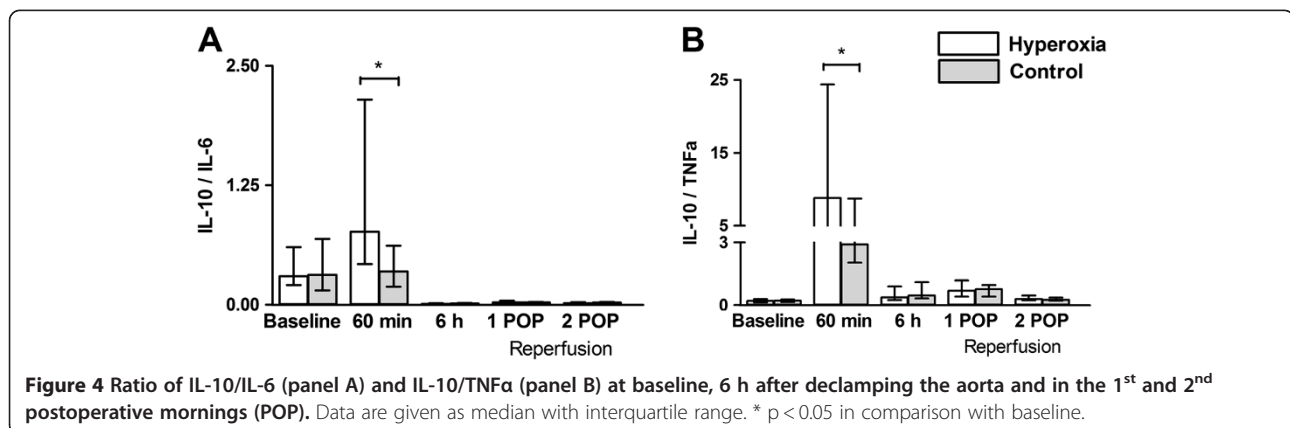 A
2.50
1.25
0.00
IL-10 / IL-6
*
Baseline 60 min 6 h 1 POP 2 POP
Reperfusion
B
25
15
5
3
0
IL-10 / TNFa
*
Baseline 60 min 6 h 1 POP 2 POP
Reperfusion
Hyperoxia
Control
Figure 4 Ratio of IL-10/IL-6 (panel A) and IL-10/TNFα (panel B) at baseline, 6 h after declamping the aorta and in the 1st and 2nd
postoperative mornings (POP). Data are given as median with interquartile range. * p < 0.05 in comparison with baseline.